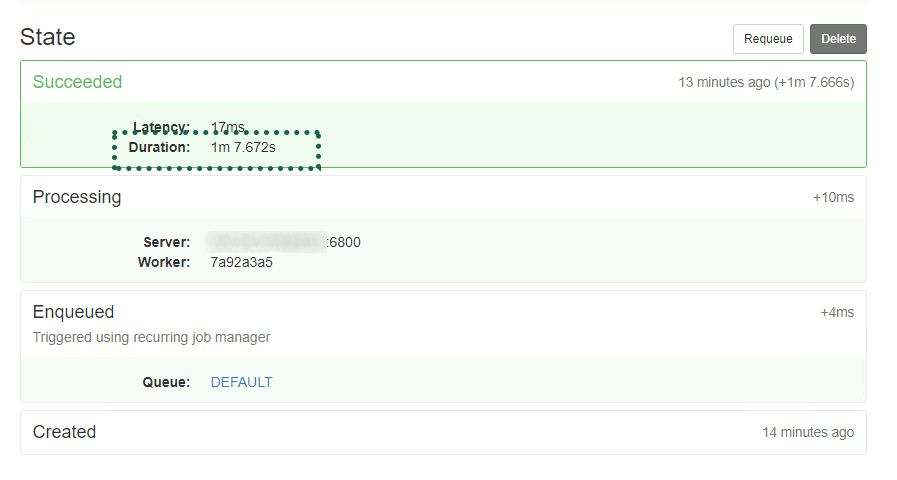 State
Requeue Delete
Succeeded 13 minutes ago (+1m 7.666s)
Latency: 17ms
Duration: 1m 7.672s
Processing +10ms
Server: :6800
Worker: 7a92a3a5
Enqueued +4ms
Triggered using recurring job manager
Queue: DEFAULT
Created 14 minutes ago